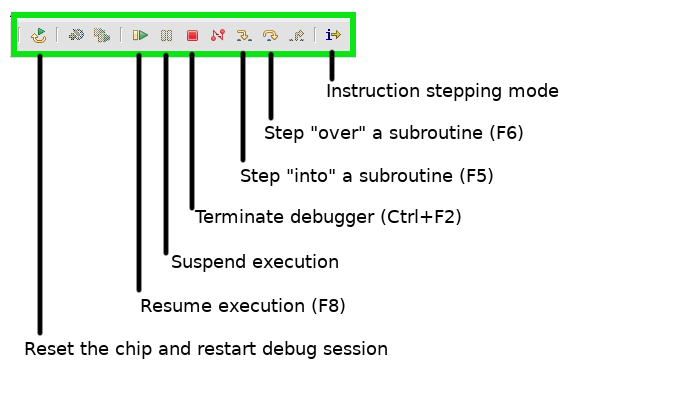 i
Instruction stepping mode
Step "over" a subroutine (F6)
Step "into" a subroutine (F5)
Terminate debugger (Ctrl+F2)
Suspend execution
Resume execution (F8)
Reset the chip and restart debug session